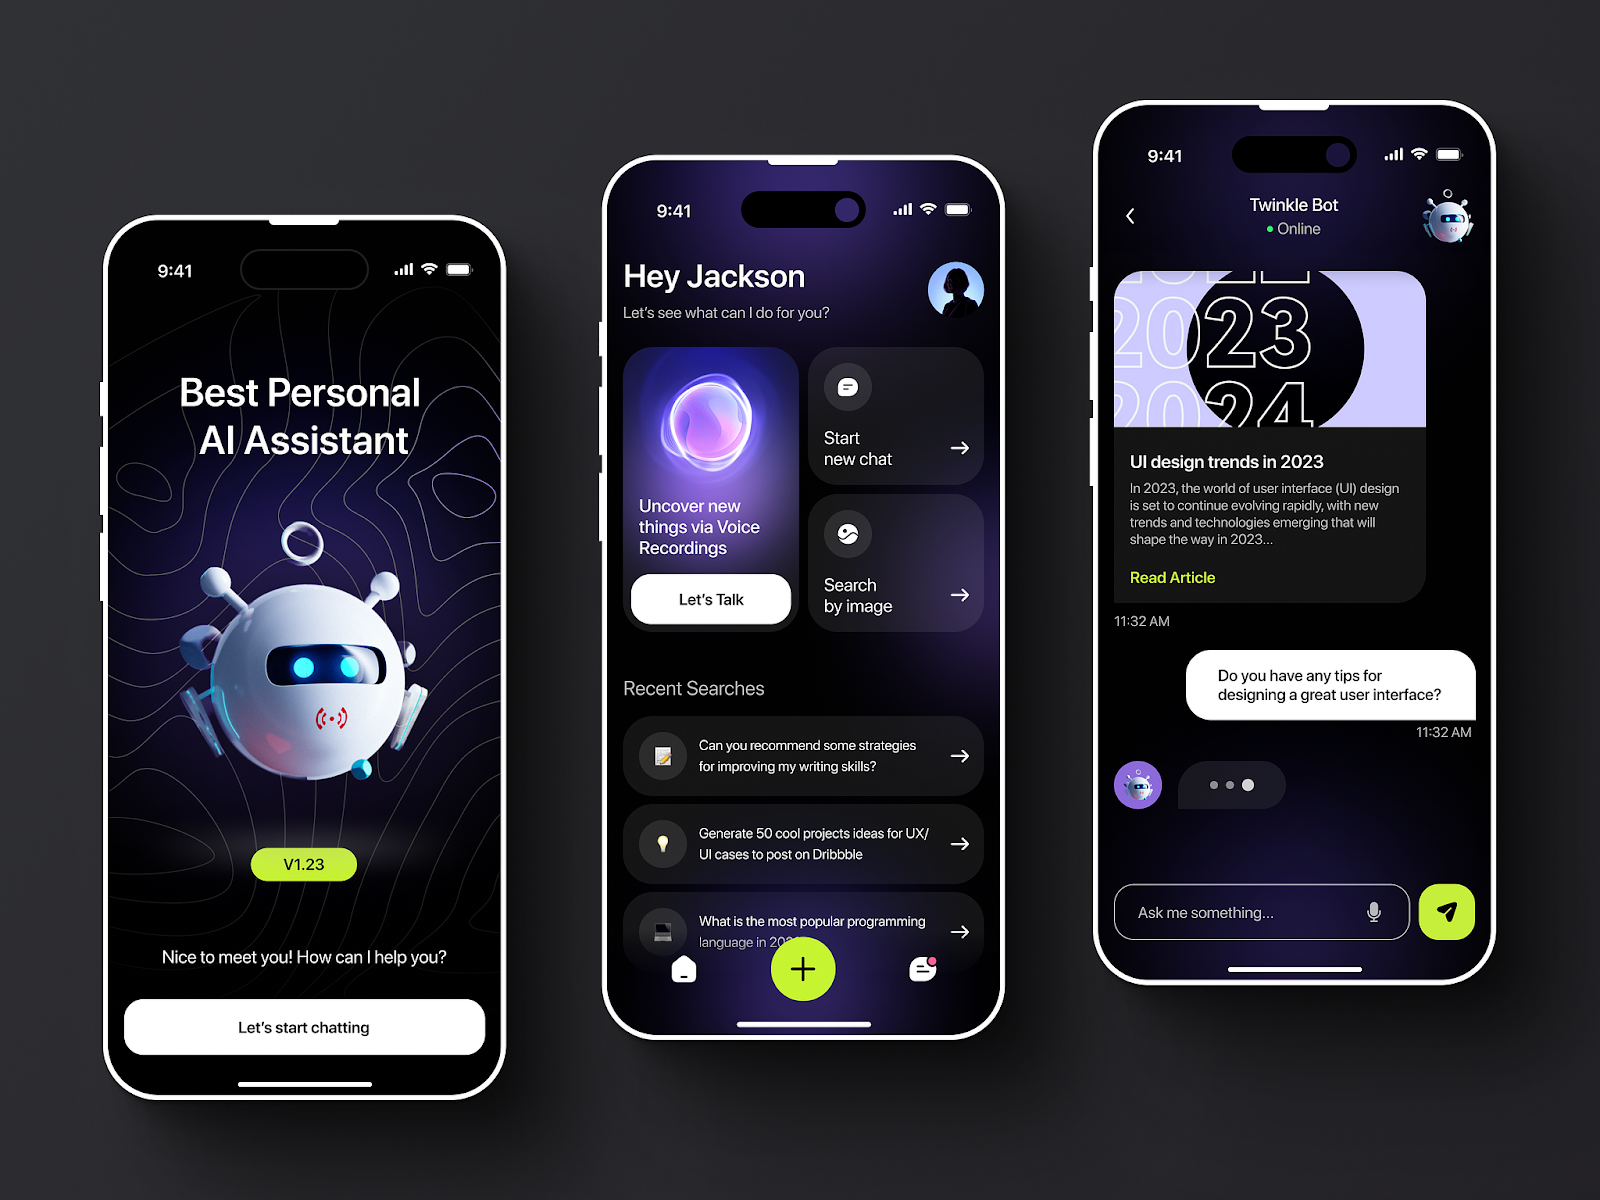 9:41
Best Personal
AI Assistant
V1.23
Nice to meet you! How can I help you?
Let's start chatting
9:41
Hey Jackson
Let's see what can I do for you?
Uncover new
things via Voice
Recordings
Let's Talk
Start
new chat
Search
by image
Recent Searches
Can you recommend some strategies
for improving my writing skills?
Generate 50 cool projects ideas for UX/
UI cases to post on Dribbble
What is the most popular programming
language in
9:41
Twinkle Bot
Online
2023
2024
UI design trends in 2023
In 2023, the world of user interface (UI) design
is set to continue evolving rapidly, with new
trends and technologies emerging that will
shape the way in 2023...
Read Article
11:32 AM
Do you have any tips for
designing a great user interface?
11:32 AM
Ask me something...